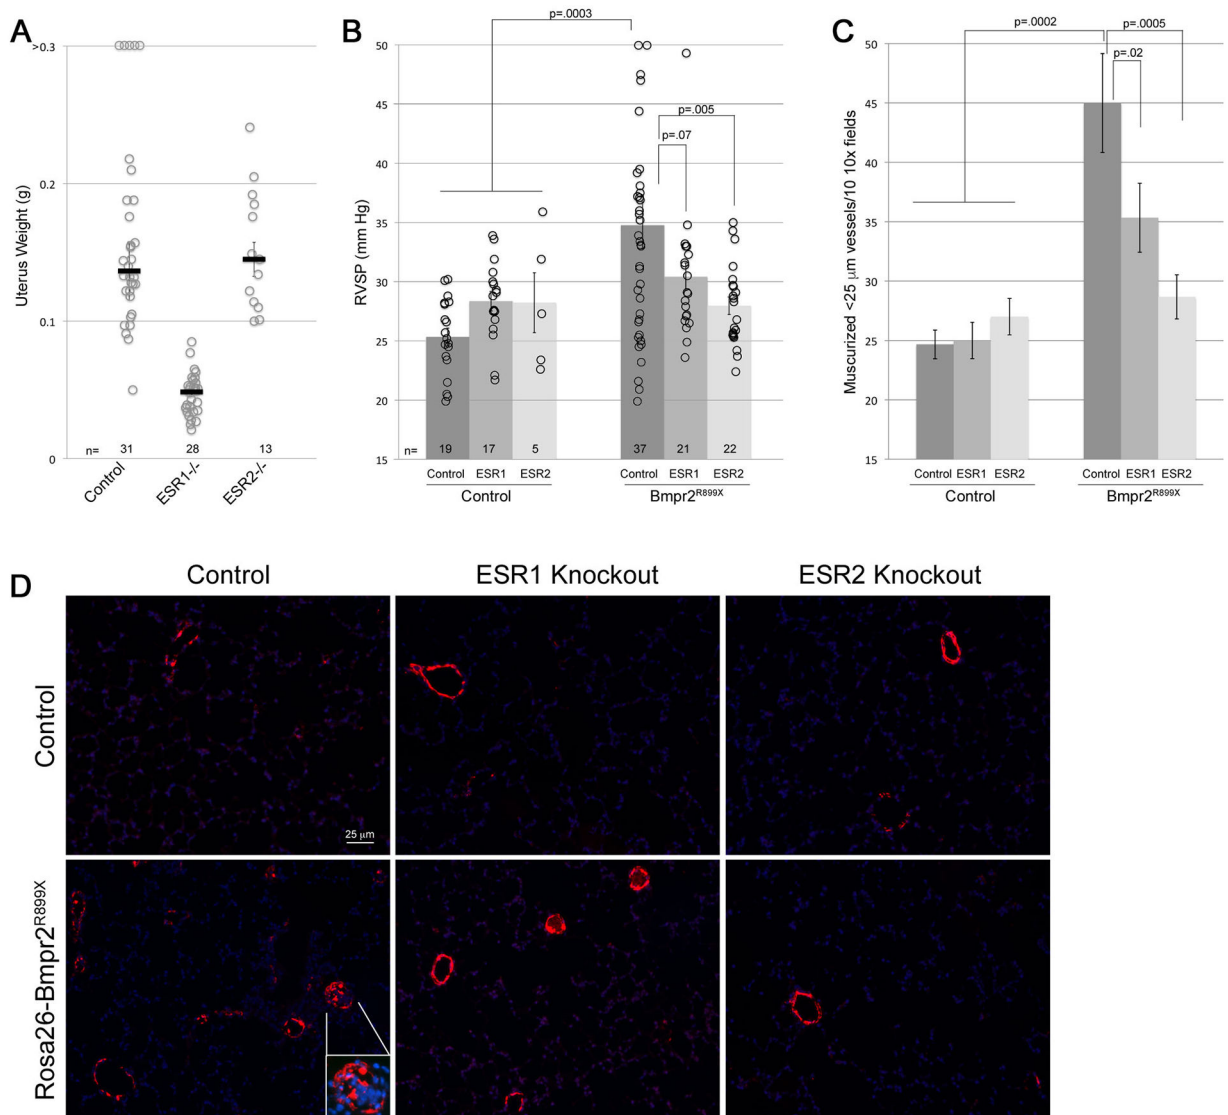 A
>0.3
0.2
0.1
0
Uterus Weight (g)
n= 31 28 13
Control ESR1-/- ESR2-/-
B
p=.0003
p=.005
p=.07
50
45
40
35
30
25
20
15
RVSP (mm Hg)
n= 19 17 5 37 21 22
Control ESR1 ESR2 Control ESR1 ESR2
Control Bmpr2R899X
C
p=.0002 p=.0005
p=.02
50
45
40
35
30
25
20
15
Muscurized <25 μm vessels/10 10x fields
Control ESR1 ESR2 Control ESR1 ESR2
Control Bmpr2R899X
D
Control ESR1 Knockout ESR2 Knockout
Control
25 μm
Rosa26-Bmpr2R899X